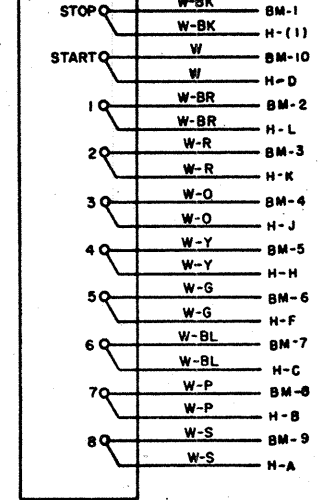 STOP W-BK BM-1
W-BK H-(1)
START W BM-10
W H-D
1 W-BR BM-2
W-BR H-L
2 W-R BM-3
W-R H-K
3 W-O BM-4
W-O H-J
4 W-Y BM-5
W-Y H-H
5 W-G BM-6
W-G H-F
6 W-BL BM-7
W-BL H-C
7 W-P BM-8
W-P H-B
8 W-S BM-9
W-S H-A